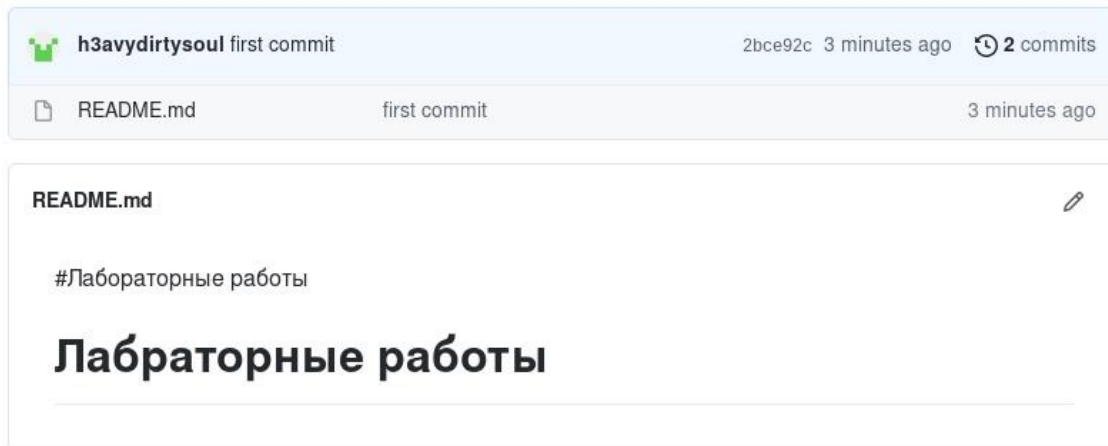 h3avydirtysoul first commit 2bce92c 3 minutes ago 2 commits
README.md first commit 3 minutes ago
README.md
#Лабораторные работы
Лабраторные работы